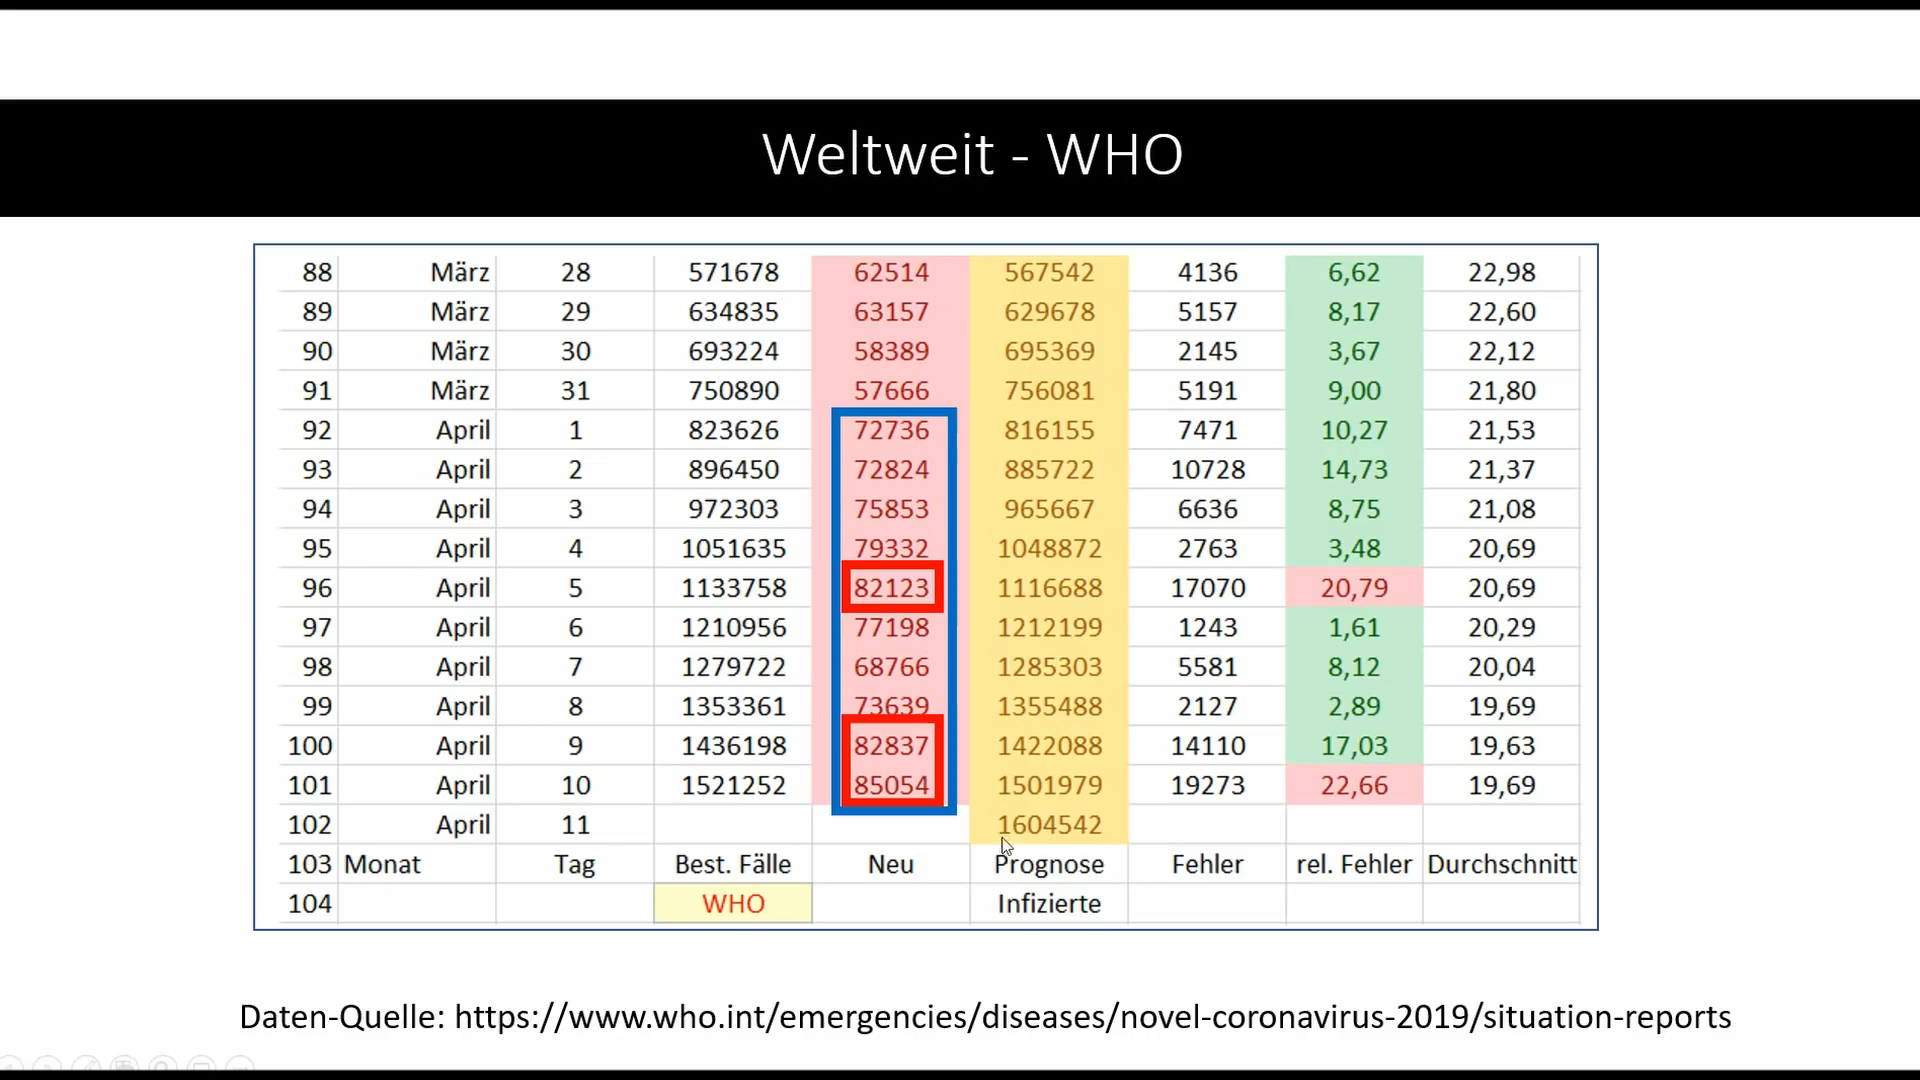 Weltweit - WHO
88 März 28 571678 62514 567542 4136 6,62 22,98
89 März 29 634835 63157 629678 5157 8,17 22,60
90 März 30 693224 58389 695369 2145 3,67 22,12
91 März 31 750890 57666 756081 5191 9,00 21,80
92 April 1 823626 72736 816155 7471 10,27 21,53
93 April 2 896450 72824 885722 10728 14,73 21,37
94 April 3 972303 75853 965667 6636 8,75 21,08
95 April 4 1051635 79332 1048872 2763 3,48 20,69
96 April 5 1133758 82123 1116688 17070 20,79 20,69
97 April 6 1210956 77198 1212199 1243 1,61 20,29
98 April 7 1279722 68766 1285303 5581 8,12 20,04
99 April 8 1353361 73639 1355488 2127 2,89 19,69
100 April 9 1436198 82837 1422088 14110 17,03 19,63
101 April 10 1521252 85054 1501979 19273 22,66 19,69
102 April 11 1604542
103 Monat Tag Best. Fälle Neu Prognose Fehler rel. Fehler Durchschnitt
104 WHO Infizierte
Daten-Quelle: https://www.who.int/emergencies/diseases/novel-coronavirus-2019/situation-reports